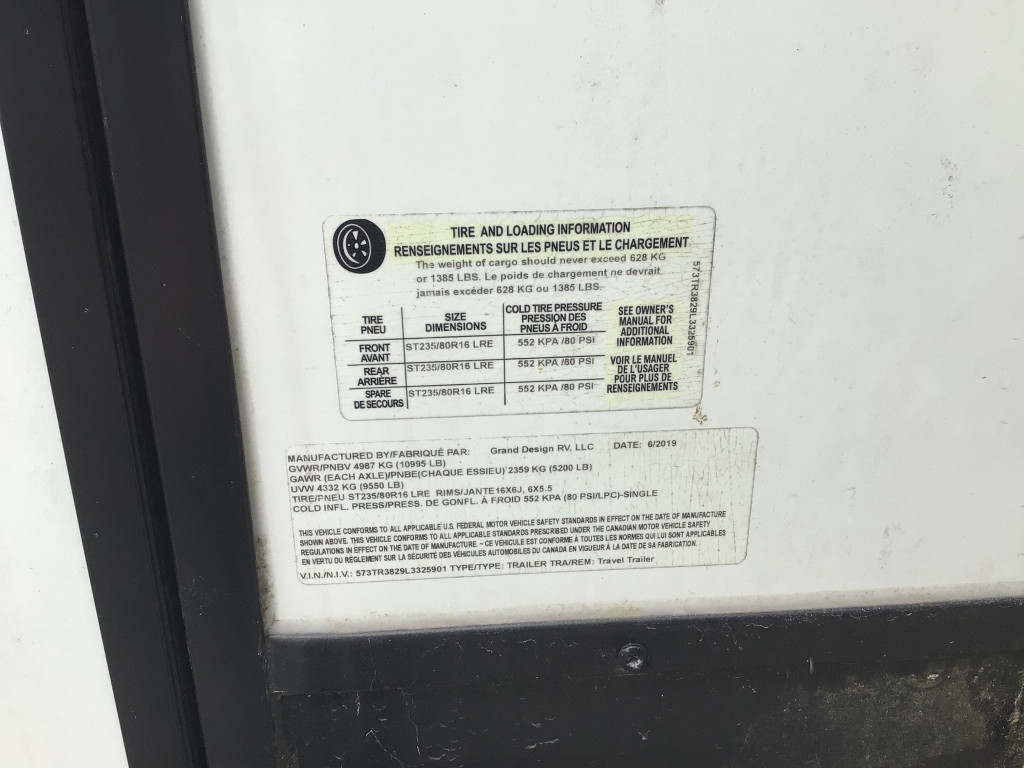 TIRE AND LOADING INFORMATION
RENSEIGNEMENTS SUR LES PNEUS ET LE CHARGEMENT
The weight of cargo should never exceed 628 KG
or 1385 LBS. Le poids de chargement ne devrait
jamais excéder 628 KG ou 1385 LBS.
TIRE PNEU SIZE DIMENSIONS COLD TIRE PRESSURE PRESSION DES PNEUS À FROID
FRONT AVANT ST235/80R16 LRE 552 KPA /80 PSI
REAR ARRIÈRE ST235/80R16 LRE 552 KPA /80 PSI
SPARE DE SECOURS ST235/80R16 LRE 552 KPA /80 PSI
SEE OWNER'S
MANUAL FOR
ADDITIONAL
INFORMATION
VOIR LE MANUEL
DE L'USAGER
POUR PLUS DE
RENSEIGNEMENTS
573TR3829L3325901
MANUFACTURED BY/FABRIQUÉ PAR: Grand Design RV, LLC DATE: 6/2019
GVWR/PNBV 4987 KG (10995 LB)
GAWR (EACH AXLE)/PNBE(CHAQUE ESSIEU) 2359 KG (5200 LB)
UVW 4332 KG (9550 LB)
TIRE/PNEU ST235/80R16 LRE RIMS/JANTE16X6J, 6X5.5
COLD INFL. PRESS/PRESS. DE GONFL. À FROID 552 KPA (80 PSI/LPC)-SINGLE
THIS VEHICLE CONFORMS TO ALL APPLICABLE U.S. FEDERAL MOTOR VEHICLE SAFETY STANDARDS IN EFFECT ON THE DATE OF MANUFACTURE
SHOWN ABOVE. THIS VEHICLE CONFORMS TO ALL APPLICABLE STANDARDS PRESCRIBED UNDER THE CANADIAN MOTOR VEHICLE SAFETY
REGULATIONS IN EFFECT ON THE DATE OF MANUFACTURE. - CE VÉHICULE EST CONFORME À TOUTES LES NORMES QUI LUI SONT APPLICABLES
EN VERTU DU RÈGLEMENT SUR LA SÉCURITÉ DES VÉHICULES AUTOMOBILES DU CANADA EN VIGUEUR À LA DATE DE SA FABRICATION.
V.I.N./N.I.V.: 573TR3829L3325901 TYPE/TYPE: TRAILER TRA/REM: Travel Trailer